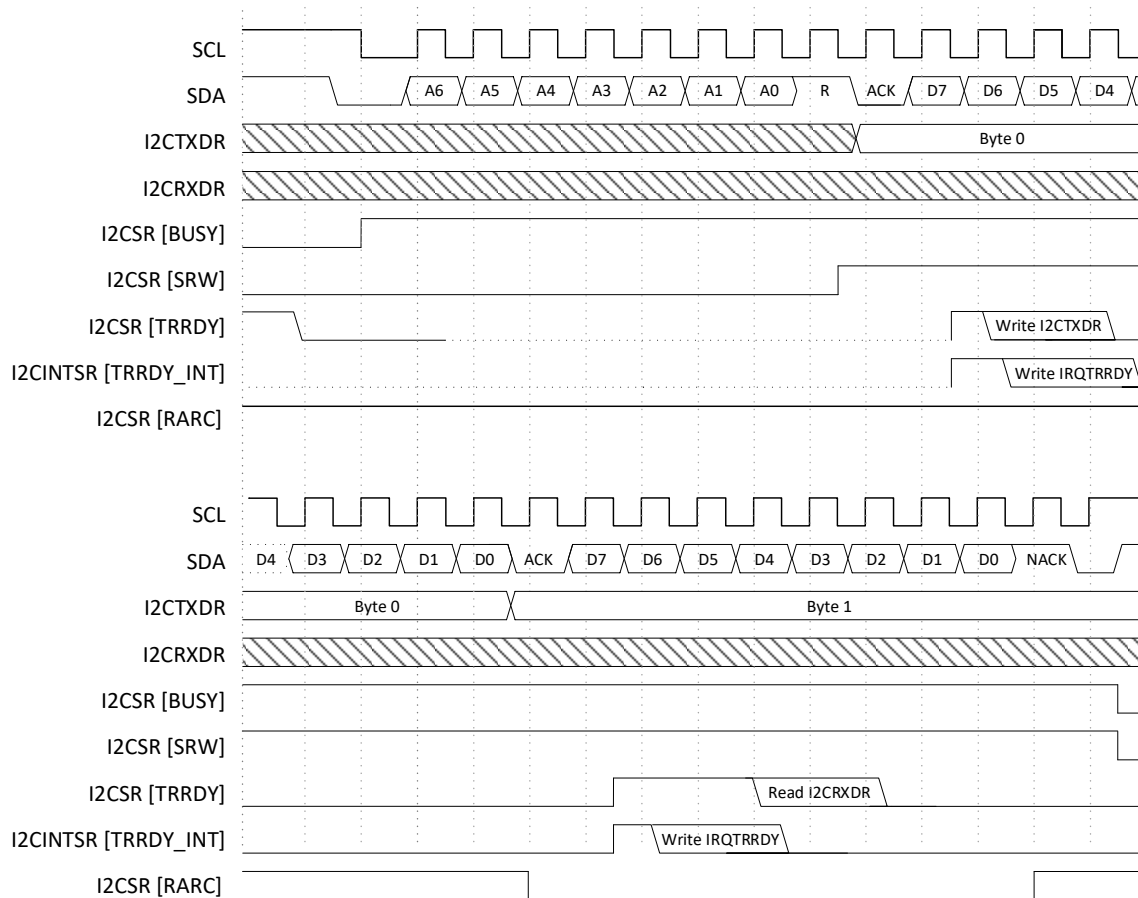 SCL
SDA A6 A5 A4 A3 A2 A1 A0 R ACK D7 D6 D5 D4
I2CTXDR Byte 0
I2CRXDR
I2CSR [BUSY]
I2CSR [SRW]
I2CSR [TRRDY] Write I2CTXDR
I2CINTSR [TRRDY_INT] Write IRQTRRDY
I2CSR [RARC]
SCL
SDA D4 D3 D2 D1 D0 ACK D7 D6 D5 D4 D3 D2 D1 D0 NACK
I2CTXDR Byte 0 Byte 1
I2CRXDR
I2CSR [BUSY]
I2CSR [SRW]
I2CSR [TRRDY] Read I2CRXDR
I2CINTSR [TRRDY_INT] Write IRQTRRDY
I2CSR [RARC]